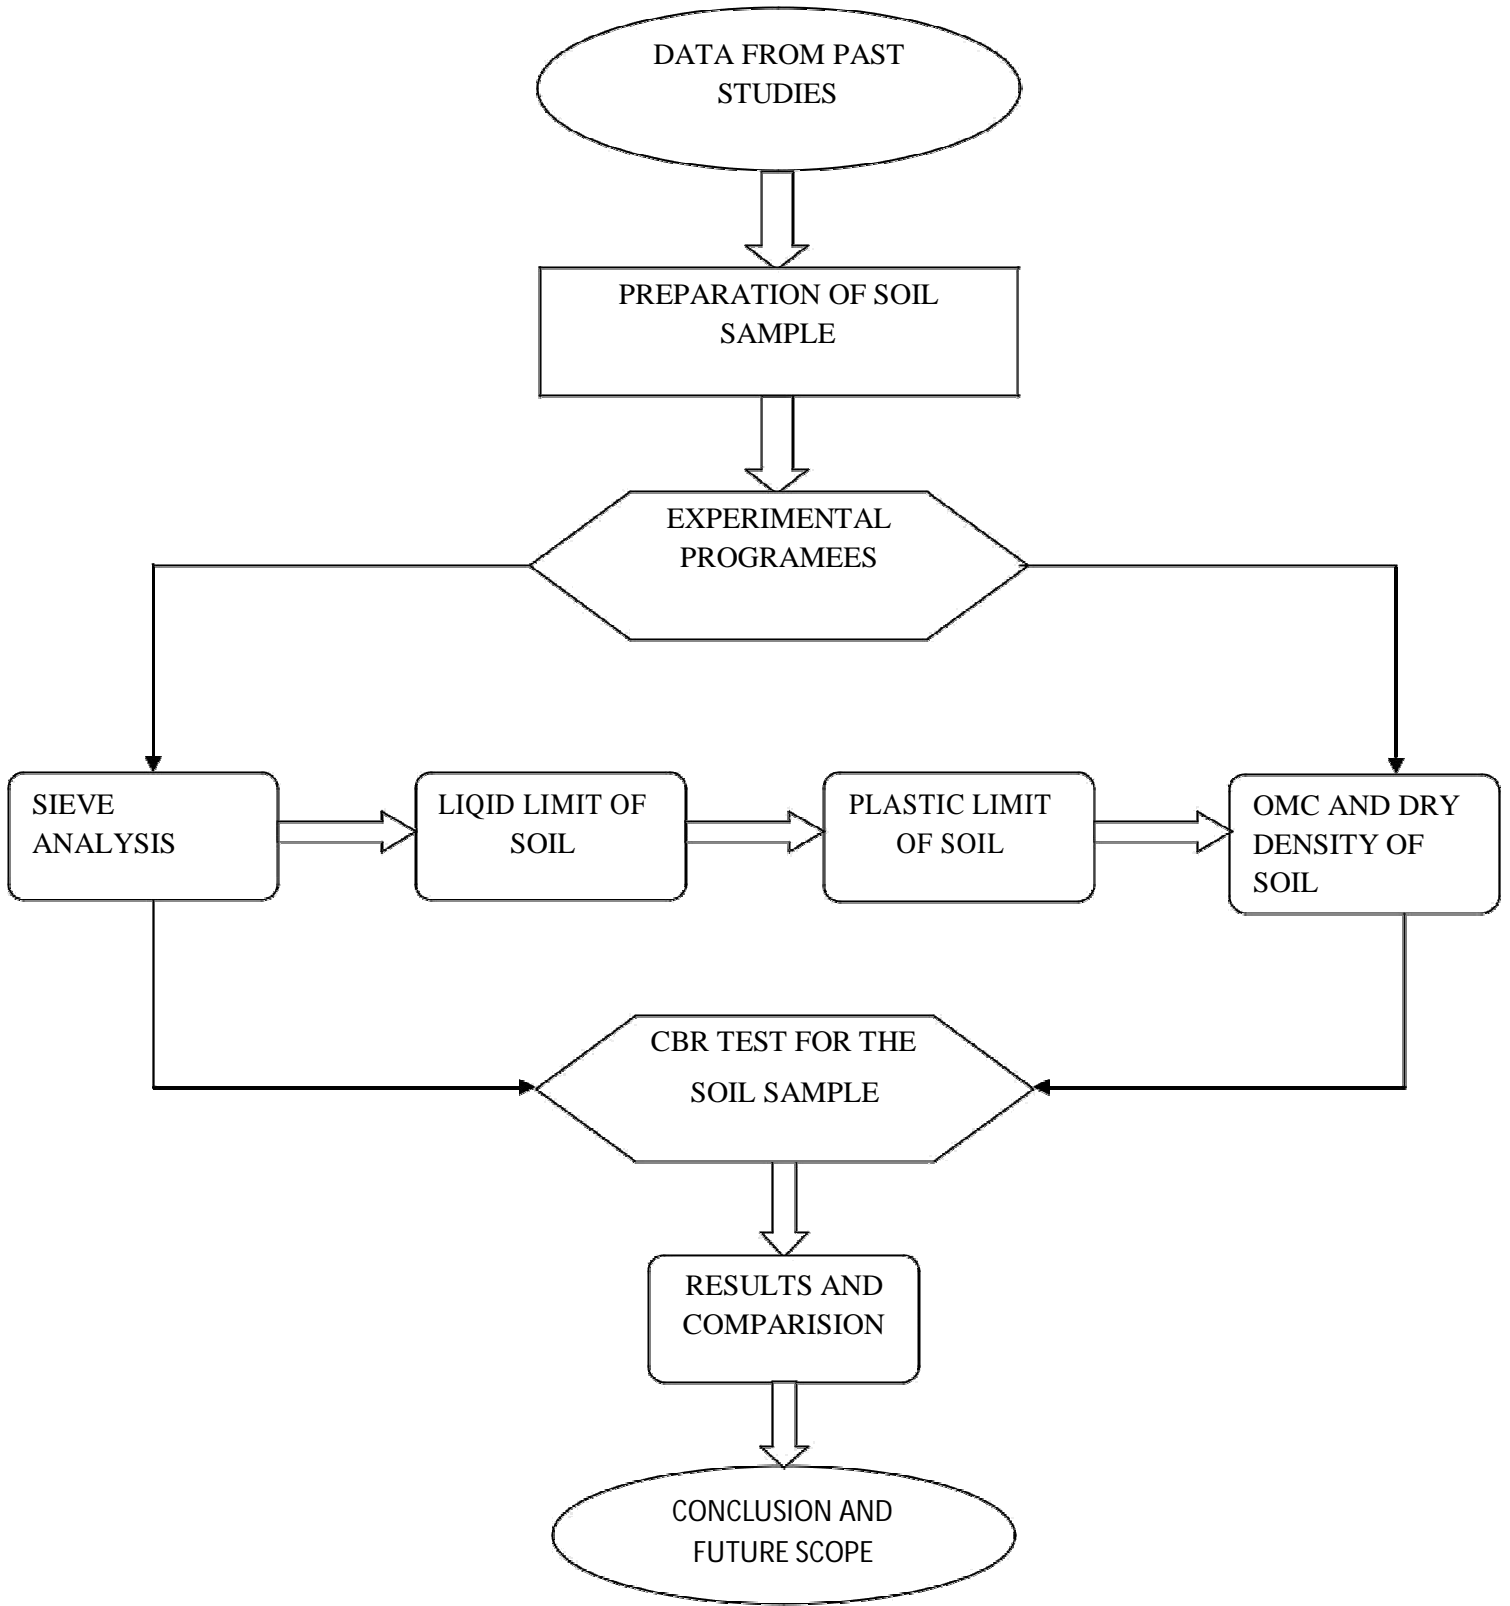 DATA FROM PAST
STUDIES
PREPARATION OF SOIL
SAMPLE
EXPERIMENTAL
PROGRAMEES
SIEVE
ANALYSIS
LIQID LIMIT OF
SOIL
PLASTIC LIMIT
OF SOIL
OMC AND DRY
DENSITY OF
SOIL
CBR TEST FOR THE
SOIL SAMPLE
RESULTS AND
COMPARISION
CONCLUSION AND
FUTURE SCOPE